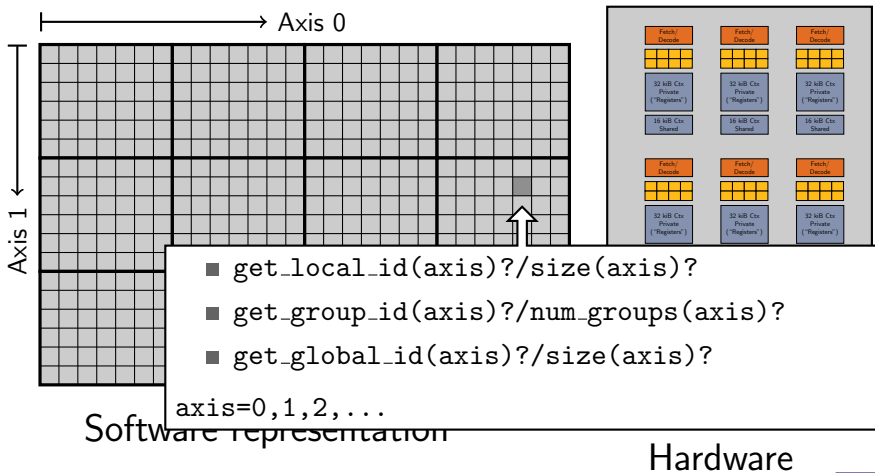 Axis 0
Axis 1
Fetch/
Decode
32 kiB Ctx
Private
("Registers")
16 kiB Ctx
Shared
Fetch/
Decode
32 kiB Ctx
Private
("Registers")
16 kiB Ctx
Shared
Fetch/
Decode
32 kiB Ctx
Private
("Registers")
16 kiB Ctx
Shared
Fetch/
Decode
32 kiB Ctx
Private
("Registers")
Fetch/
Decode
32 kiB Ctx
Private
("Registers")
Fetch/
Decode
32 kiB Ctx
Private
("Registers")
get_local_id(axis)?/size(axis)?
get_group_id(axis)?/num_groups(axis)?
get_global_id(axis)?/size(axis)?
axis=0,1,2,...
Software representation
Hardware